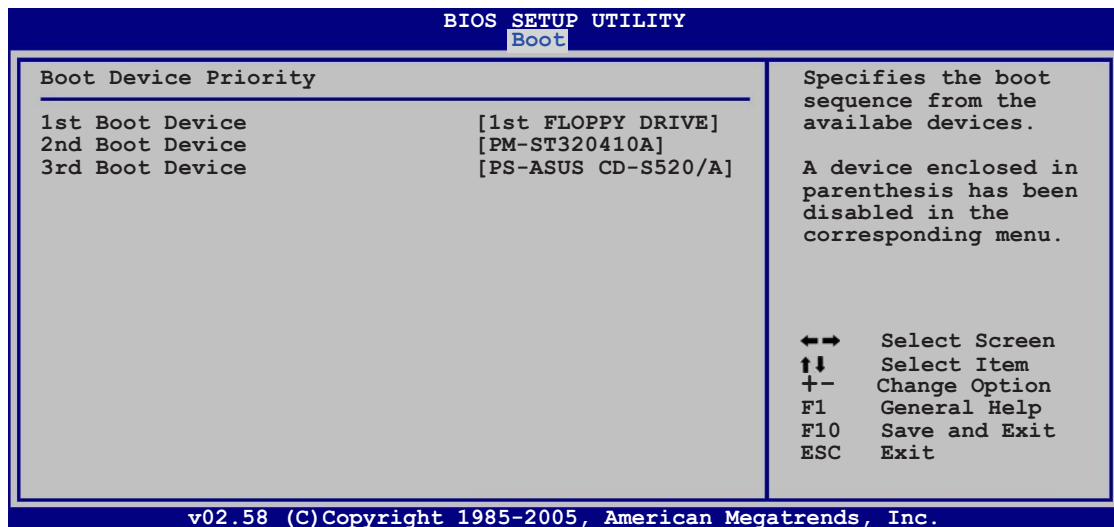 BIOS SETUP UTILITY
Boot
Boot Device Priority
1st Boot Device [1st FLOPPY DRIVE]
2nd Boot Device [PM-ST320410A]
3rd Boot Device [PS-ASUS CD-S520/A]
Specifies the boot
sequence from the
availabe devices.
A device enclosed in
parenthesis has been
disabled in the
corresponding menu.
←→ Select Screen
↑↓ Select Item
+- Change Option
F1 General Help
F10 Save and Exit
ESC Exit
v02.58 (C)Copyright 1985-2005, American Megatrends, Inc.